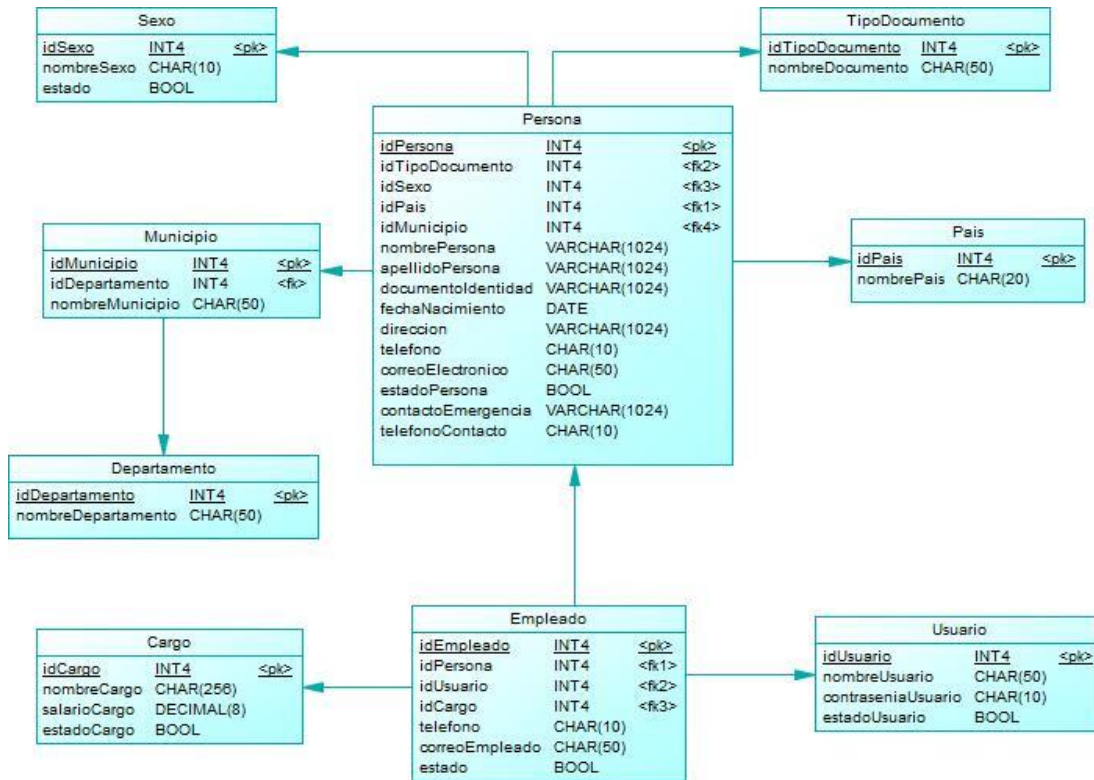 Sexo
idSexo INT4 <pk>
nombreSexo CHAR(10)
estado BOOL
TipoDocumento
idTipoDocumento INT4 <pk>
nombreDocumento CHAR(50)
Persona
idPersona INT4 <pk>
idTipoDocumento INT4 <fk2>
idSexo INT4 <fk3>
idPais INT4 <fk1>
idMunicipio INT4 <fk4>
nombrePersona VARCHAR(1024)
apellidoPersona VARCHAR(1024)
documentoIdentidad VARCHAR(1024)
fechaNacimiento DATE
direccion VARCHAR(1024)
telefono CHAR(10)
correoElectronico CHAR(50)
estadoPersona BOOL
contactoEmergencia VARCHAR(1024)
telefonoContacto CHAR(10)
Municipio
idMunicipio INT4 <pk>
idDepartamento INT4 <fk>
nombreMunicipio CHAR(50)
Pais
idPais INT4 <pk>
nombrePais CHAR(20)
Departamento
idDepartamento INT4 <pk>
nombreDepartamento CHAR(50)
Cargo
idCargo INT4 <pk>
nombreCargo CHAR(256)
salarioCargo DECIMAL(8)
estadoCargo BOOL
Empleado
idEmpleado INT4 <pk>
idPersona INT4 <fk1>
idUsuario INT4 <fk2>
idCargo INT4 <fk3>
telefono CHAR(10)
correoEmpleado CHAR(50)
estado BOOL
Usuario
idUsuario INT4 <pk>
nombreUsuario CHAR(50)
contraseniaUsuario CHAR(10)
estadoUsuario BOOL